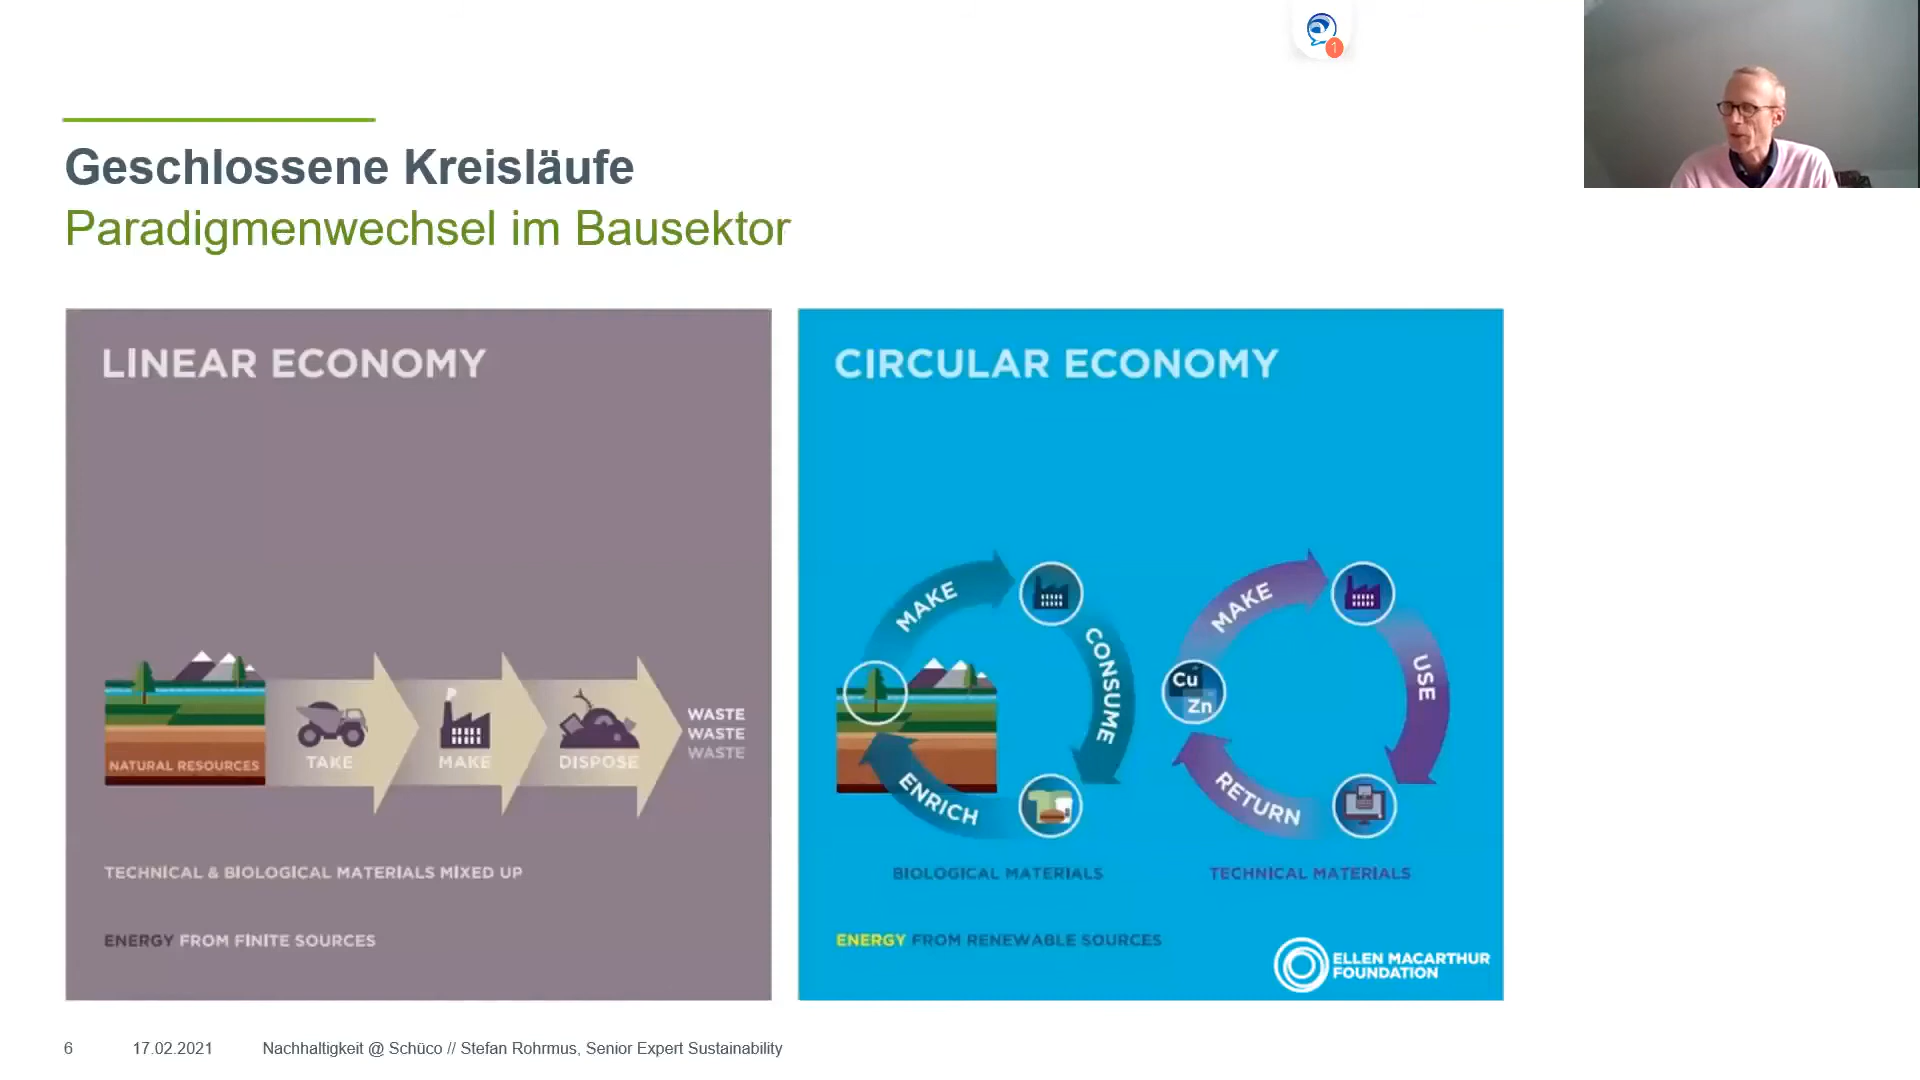 1
Geschlossene Kreisläufe
Paradigmenwechsel im Bausektor
LINEAR ECONOMY
NATURAL RESOURCES
TAKE
MAKE
DISPOSE
WASTE
WASTE
WASTE
TECHNICAL & BIOLOGICAL MATERIALS MIXED UP
ENERGY FROM FINITE SOURCES
CIRCULAR ECONOMY
MAKE
CONSUME
ENRICH
BIOLOGICAL MATERIALS
MAKE
USE
RETURN
Cu
Zn
TECHNICAL MATERIALS
ENERGY FROM RENEWABLE SOURCES
ELLEN MACARTHUR
FOUNDATION
6 17.02.2021 Nachhaltigkeit @ Schüco // Stefan Rohrmus, Senior Expert Sustainability